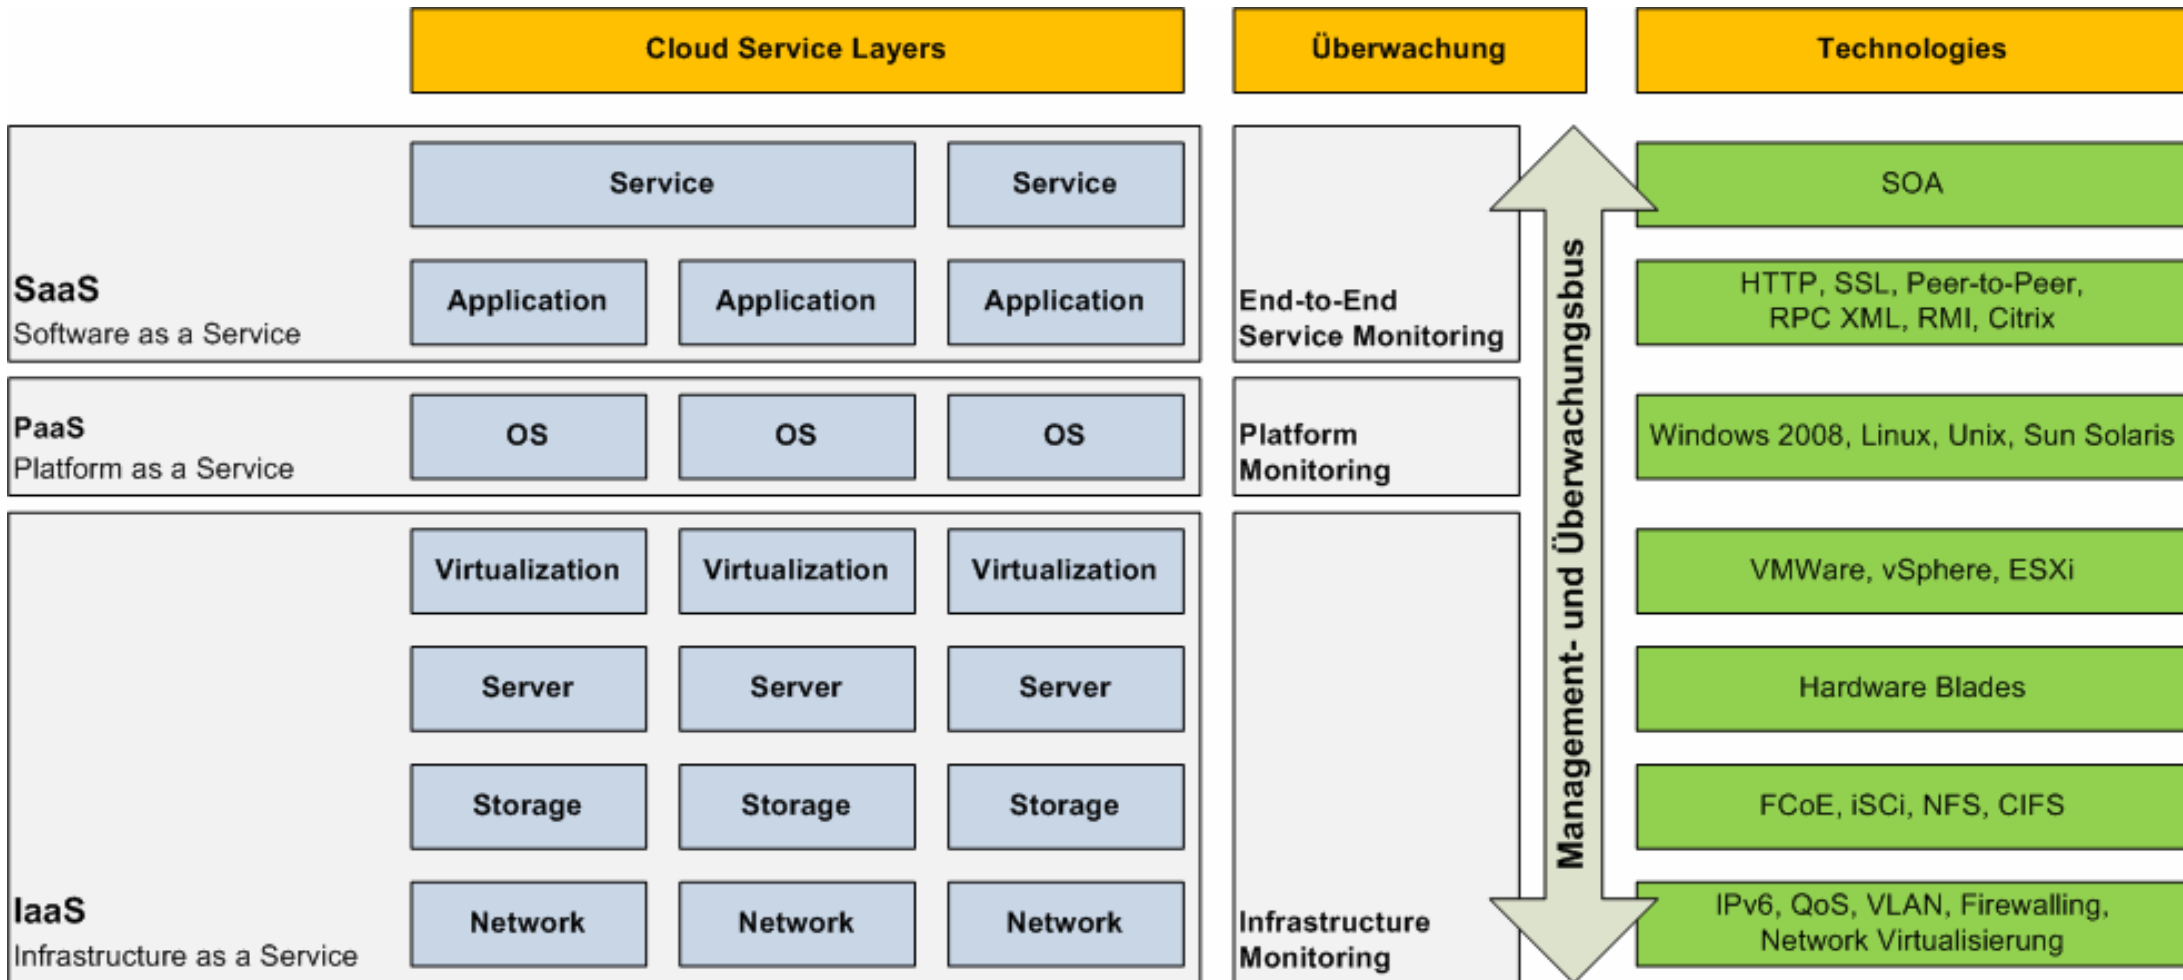 Cloud Service Layers
Überwachung
Technologies
SaaS
Software as a Service
Service
Service
Application
Application
Application
End-to-End
Service Monitoring
SOA
HTTP, SSL, Peer-to-Peer,
RPC XML, RMI, Citrix
PaaS
Platform as a Service
OS
OS
OS
Platform
Monitoring
Windows 2008, Linux, Unix, Sun Solaris
Management- und Überwachungsbus
IaaS
Infrastructure as a Service
Virtualization
Virtualization
Virtualization
VMWare, vSphere, ESXi
Server
Server
Server
Hardware Blades
Storage
Storage
Storage
FCoE, iSCi, NFS, CIFS
Network
Network
Network
Infrastructure
Monitoring
IPv6, QoS, VLAN, Firewalling,
Network Virtualisierung